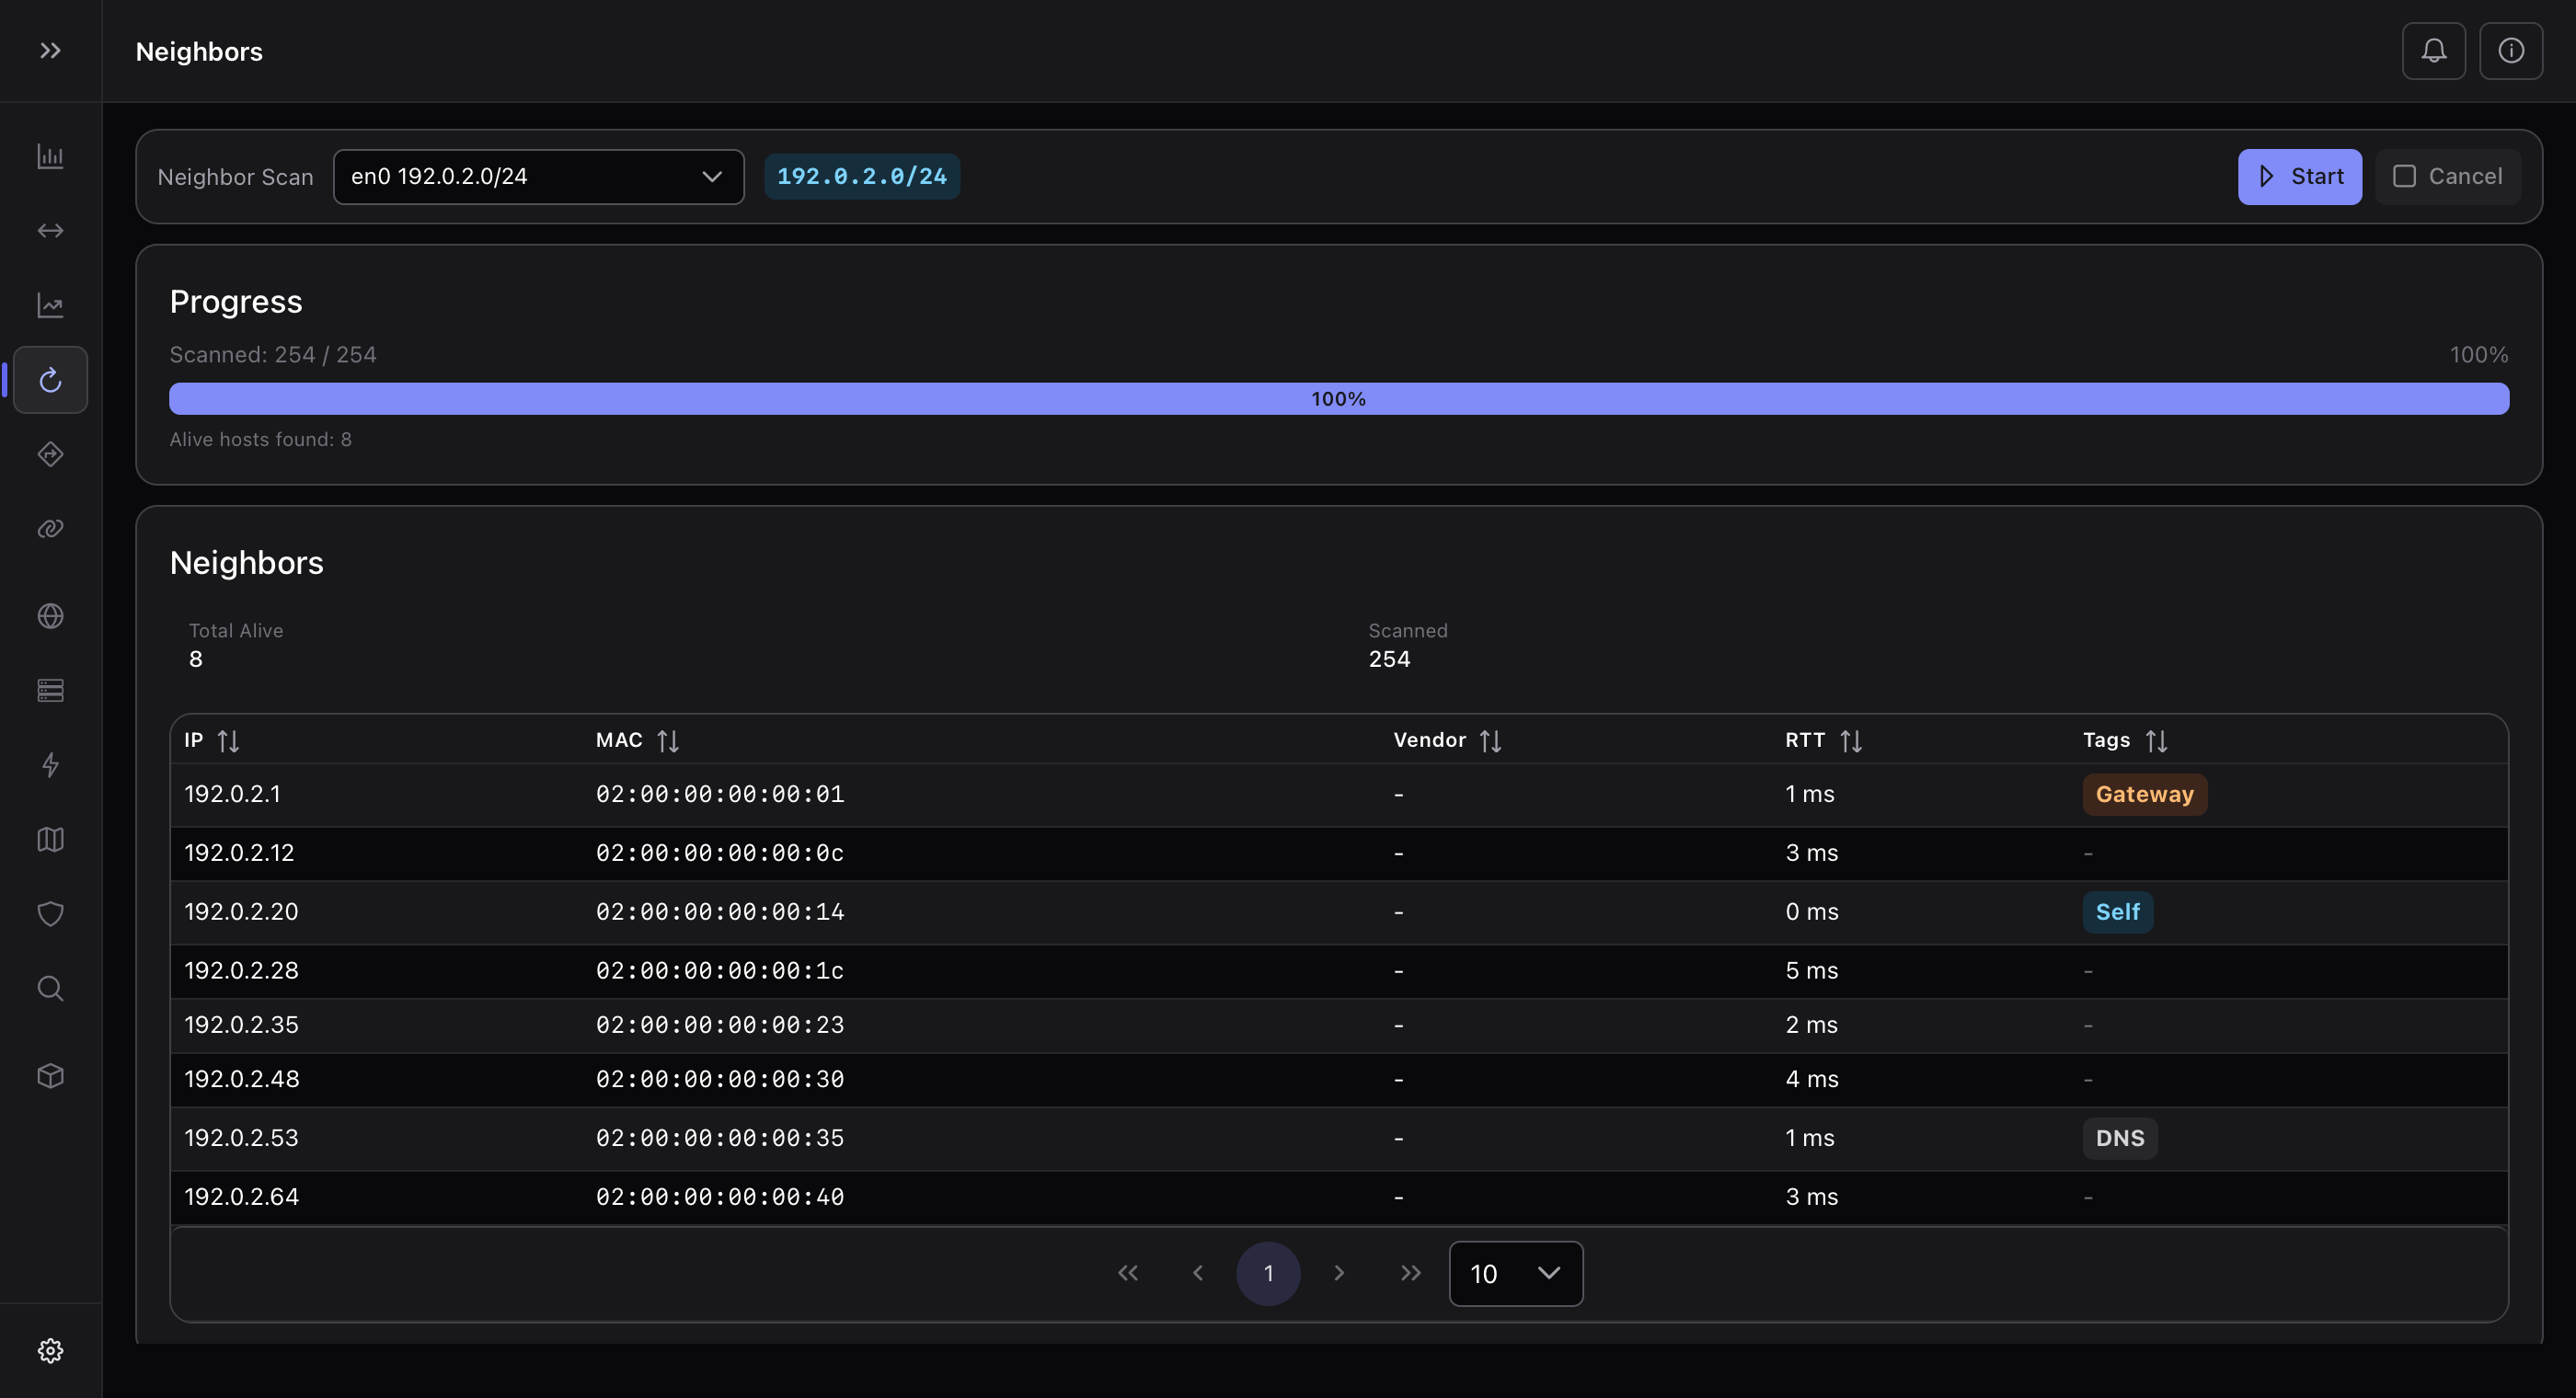 Neighbors
Neighbor Scan en0 192.0.2.0/24 192.0.2.0/24 Start Cancel
Progress
Scanned: 254 / 254 100%
100%
Alive hosts found: 8
Neighbors
Total Alive Scanned
8 254
IP MAC Vendor RTT Tags
192.0.2.1 02:00:00:00:00:01 - 1 ms Gateway
192.0.2.12 02:00:00:00:00:0c - 3 ms -
192.0.2.20 02:00:00:00:00:14 - 0 ms Self
192.0.2.28 02:00:00:00:00:1c - 5 ms -
192.0.2.35 02:00:00:00:00:23 - 2 ms -
192.0.2.48 02:00:00:00:00:30 - 4 ms -
192.0.2.53 02:00:00:00:00:35 - 1 ms DNS
192.0.2.64 02:00:00:00:00:40 - 3 ms -
1 10